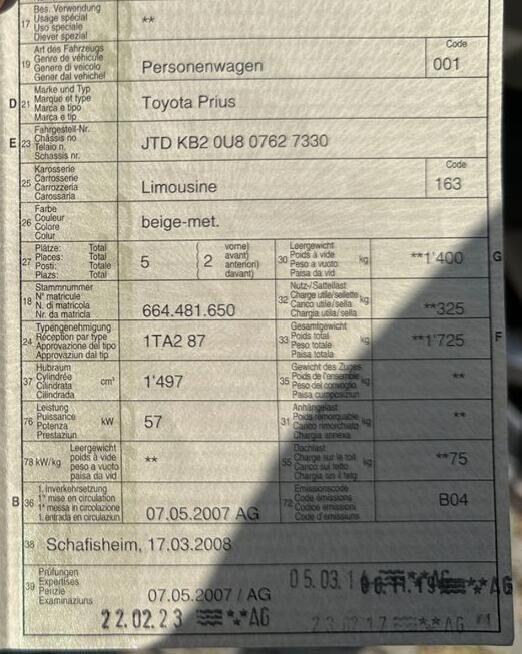 17 Bes. Verwendung
Usage spécial
Uso speciale
Diever spezial
**
19 Art des Fahrzeugs
Genre de véhicule
Genere di veicolo
Gener dal vehichel
Personenwagen
Code
001
D 21 Marke und Typ
Marque et type
Marca e tipo
Marca e tip
Toyota Prius
E 23 Fahrgestell-Nr.
Châssis no
Telaio n.
Schassis nr.
JTD KB2 0U8 0762 7330
25 Karosserie
Carrosserie
Carrozzeria
Carossaria
Limousine
Code
163
26 Farbe
Couleur
Colore
Colur
beige-met.
27 Plätze: Total
Places: Total
Posti: Totale
Plazs: Totale
5 ( 2 vorne)
avant)
anteriori)
davant)
30 Leergewicht
Poids à vide
Peso a vuoto
Paisa da vid
kg
**1'400 G
18 Stammnummer
N° matricule
N. di matricola
Nr. da matricla
664.481.650
32 Nutz-/Sattellast
Charge utile/sellette
Carico utile/sella
Chargia utila/sella
kg
**325
24 Typengenehmigung
Réception par type
Approvazione del tipo
Approvaziun dal tip
1TA2 87
33 Gesamtgewicht
Poids total
Peso totale
Paisa totala
kg
**1'725 F
37 Hubraum
Cylindrée
Cilindrata
Cilindrada
cm³
1'497
35 Gewicht des Zuges
Poids de l'ensemble
Peso del convoglio
Paisa cumposiziun
kg
**
76 Leistung
Puissance
Potenza
Prestaziun
kW
57
31 Anhängelast
Poids remorquable
Carico rimorchiato
Chargia annexa
kg
**
78 kW/kg Leergewicht
poids à vide
peso a vuoto
paisa da vid
**
55 Dachlast
Charge sur le toit
Carico sul tetto
Chargia sin il tetg
kg
**75
B 36 1. Inverkehrsetzung
1re mise en circulation
1a messa in circolazione
1. entrada en circulaziun
07.05.2007 AG
72 Emissionscode
Code émissions
Codice emissioni
Code d'emissiuns
B04
38 Schafisheim, 17.03.2008
39 Prüfungen
Expertises
Perizie
Examinaziuns
07.05.2007 / AG
22.02.23 *.*AG
23.02.17